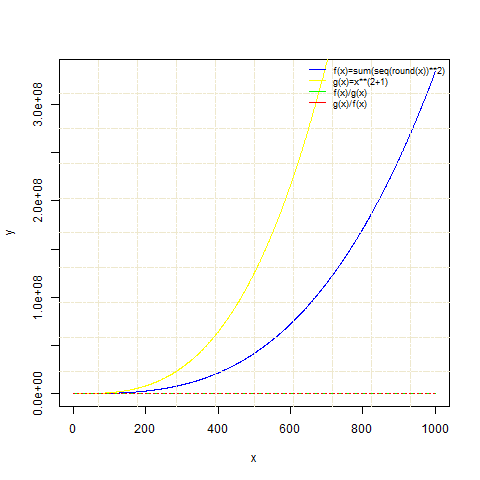 f(x)=sum(seq(round(x))**2)
g(x)=x**(2+1)
f(x)/g(x)
g(x)/f(x)
y
0.0e+00
1.0e+08
2.0e+08
3.0e+08
0 200 400 600 800 1000
x